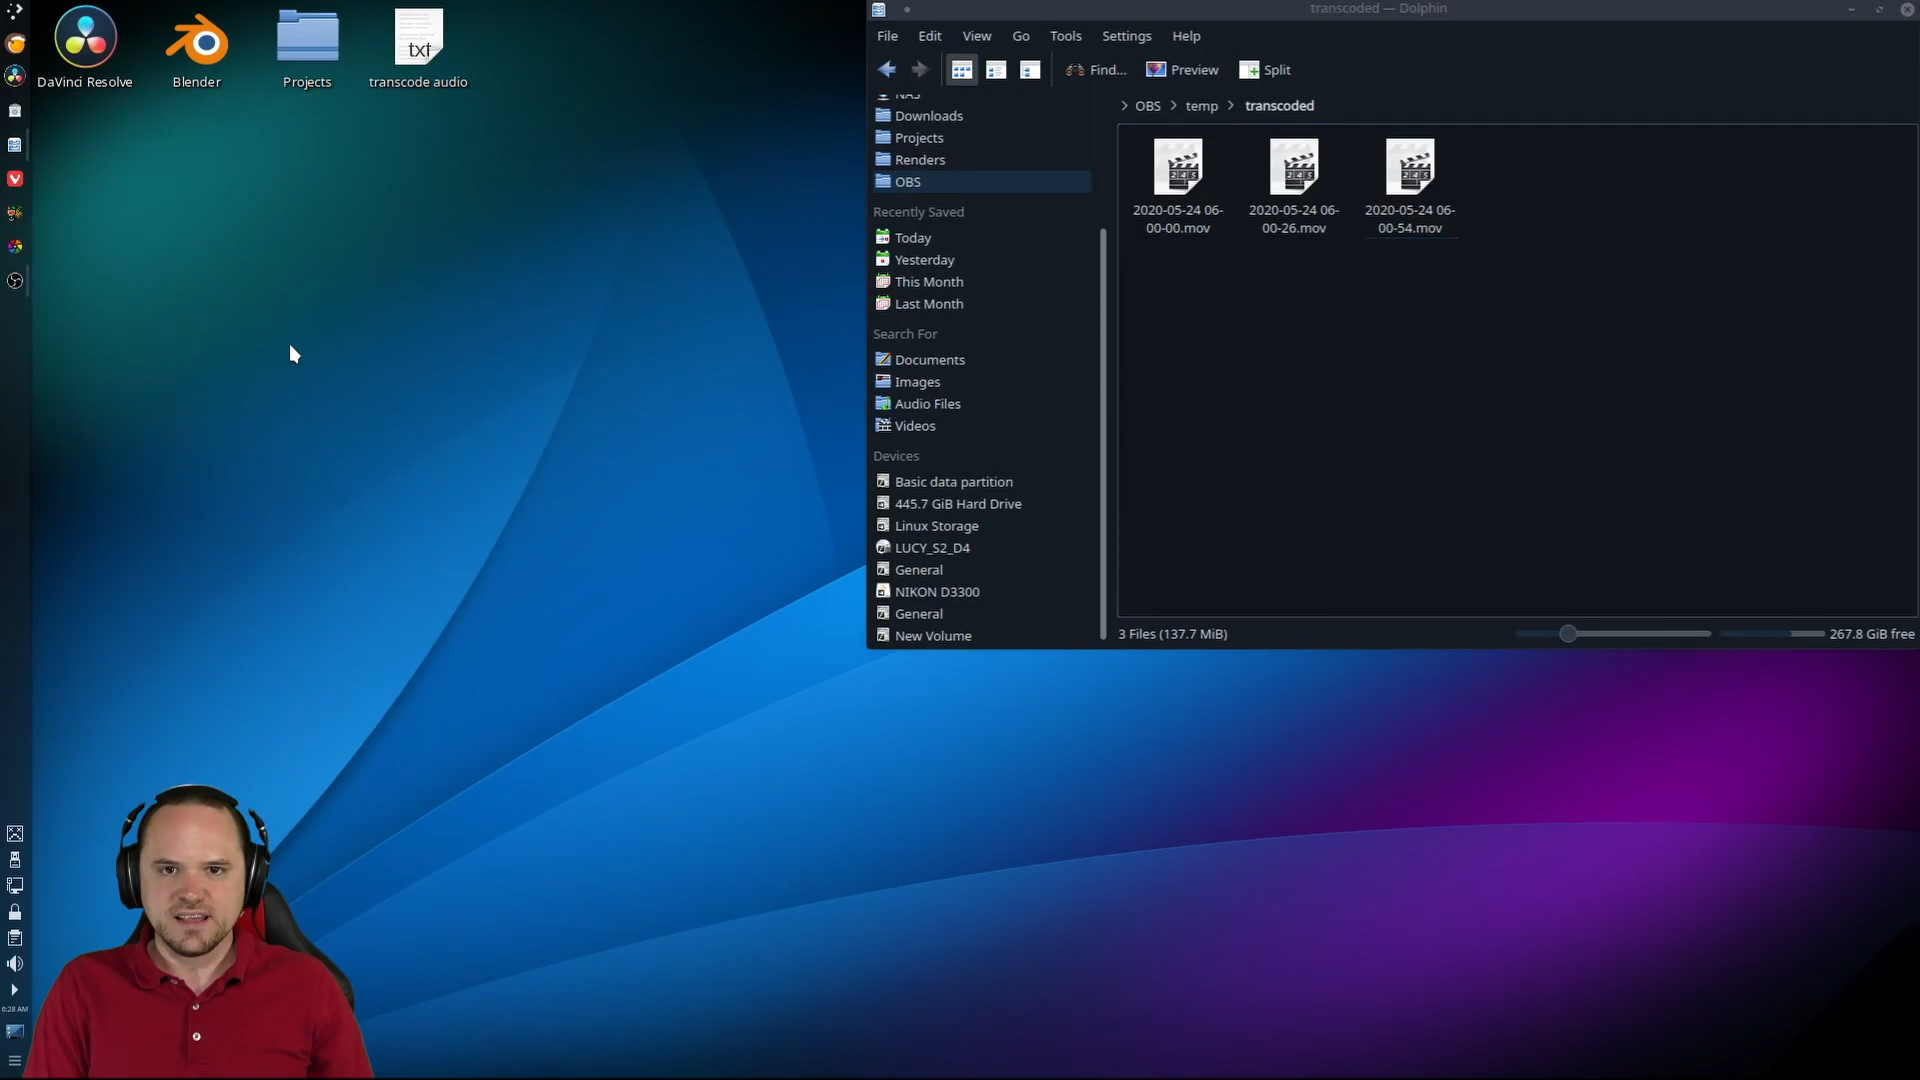 DaVinci Resolve
Blender
Projects
txt
transcode audio
transcoded — Dolphin
File Edit View Go Tools Settings Help
Find... Preview Split
NAS
Downloads
Projects
Renders
OBS
Recently Saved
Today
Yesterday
This Month
Last Month
Search For
Documents
Images
Audio Files
Videos
Devices
Basic data partition
445.7 GiB Hard Drive
Linux Storage
LUCY_S2_D4
General
NIKON D3300
General
New Volume
OBS temp transcoded
2020-05-24 06-
00-00.mov
2020-05-24 06-
00-26.mov
2020-05-24 06-
00-54.mov
3 Files (137.7 MiB)
267.8 GiB free
6:28 AM